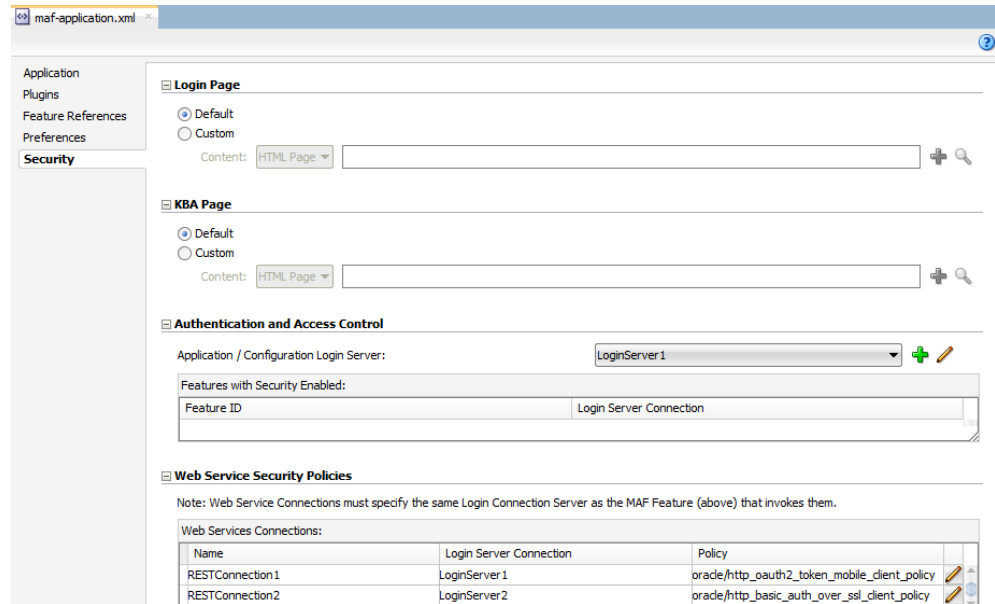 maf-application.xml
Application
Plugins
Feature References
Preferences
Security
Login Page
Default
Custom
Content: HTML Page
KBA Page
Default
Custom
Content: HTML Page
Authentication and Access Control
Application / Configuration Login Server: LoginServer1
Features with Security Enabled:
Feature ID Login Server Connection
Web Service Security Policies
Note: Web Service Connections must specify the same Login Connection Server as the MAF Feature (above) that invokes them.
Web Services Connections:
Name Login Server Connection Policy
RESTConnection1 LoginServer1 oracle/http_oauth2_token_mobile_client_policy
RESTConnection2 LoginServer2 oracle/http_basic_auth_over_ssl_client_policy